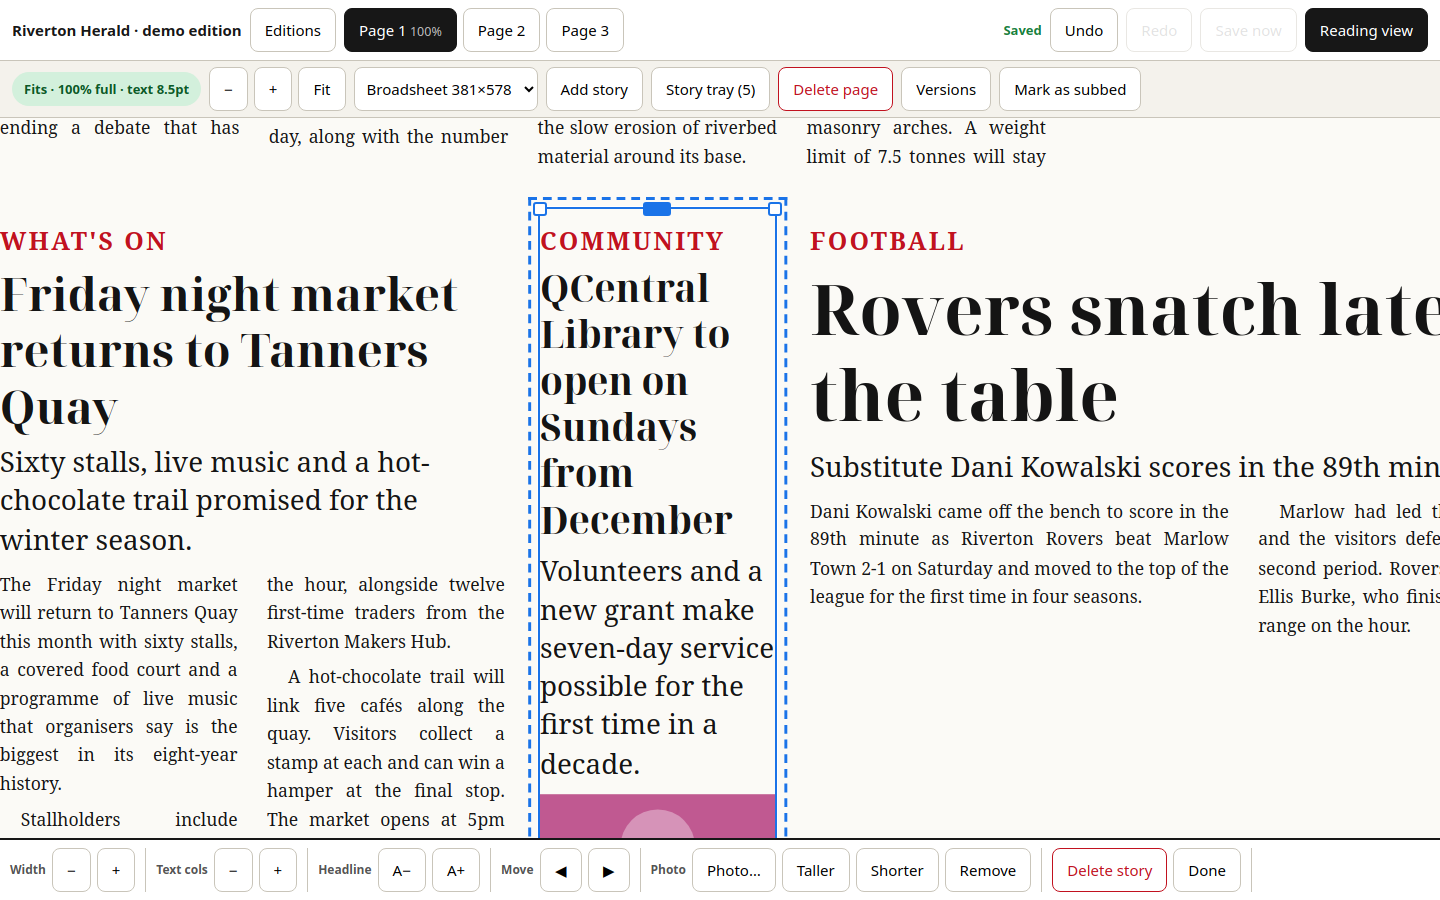 Riverton Herald · demo edition
Editions
Page 1 100%
Page 2
Page 3
Saved
Undo
Redo
Save now
Reading view
Fits · 100% full · text 8.5pt
−
+
Fit
Broadsheet 381×578
Add story
Story tray (5)
Delete page
Versions
Mark as subbed
ending a debate that has
day, along with the number
the slow erosion of riverbed
material around its base.
masonry arches. A weight
limit of 7.5 tonnes will stay
WHAT'S ON
Friday night market
returns to Tanners
Quay
Sixty stalls, live music and a hot-
chocolate trail promised for the
winter season.
The Friday night market
will return to Tanners Quay
this month with sixty stalls,
a covered food court and a
programme of live music
that organisers say is the
biggest in its eight-year
history.
Stallholders include
the hour, alongside twelve
first-time traders from the
Riverton Makers Hub.
A hot-chocolate trail will
link five cafés along the
quay. Visitors collect a
stamp at each and can win a
hamper at the final stop.
The market opens at 5pm
COMMUNITY
QCentral
Library to
open on
Sundays
from
December
Volunteers and a
new grant make
seven-day service
possible for the
first time in a
decade.
FOOTBALL
Rovers snatch late
the table
Substitute Dani Kowalski scores in the 89th min
Dani Kowalski came off the bench to score in the
89th minute as Riverton Rovers beat Marlow
Town 2-1 on Saturday and moved to the top of the
league for the first time in four seasons.
Marlow had led t
and the visitors defe
second period. Rover
Ellis Burke, who finis
range on the hour.
Width
−
+
Text cols
−
+
Headline
A−
A+
Move
◀
▶
Photo
Photo...
Taller
Shorter
Remove
Delete story
Done